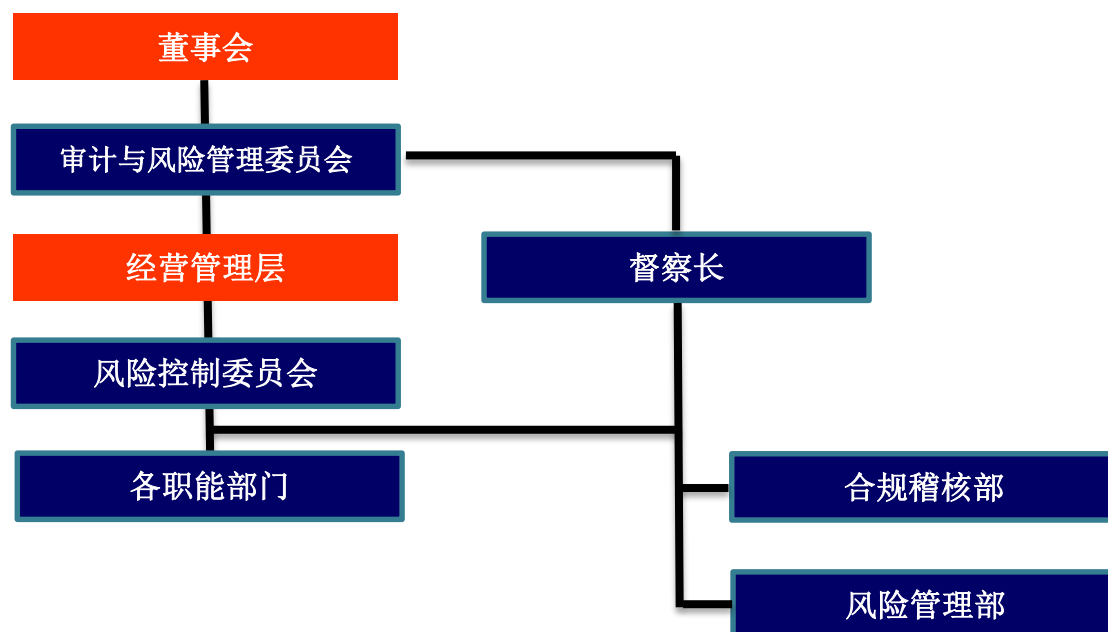 董事会
审计与风险管理委员会
经营管理层
督察长
风险控制委员会
各职能部门
合规稽核部
风险管理部